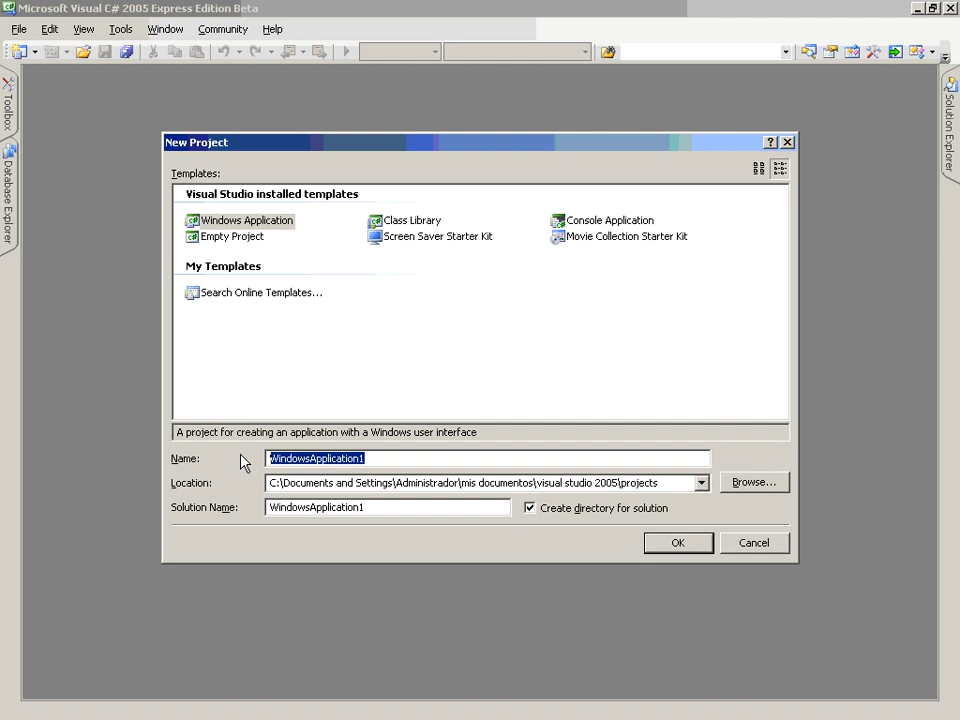 Microsoft Visual C# 2005 Express Edition Beta
File Edit View Tools Window Community Help
Toolbox
Database Explorer
Solution Explorer
New Project
Templates:
Visual Studio installed templates
Windows Application Class Library Console Application
Empty Project Screen Saver Starter Kit Movie Collection Starter Kit
My Templates
Search Online Templates...
A project for creating an application with a Windows user interface
Name: WindowsApplication1
Location: C:\Documents and Settings\Administrador\mis documentos\visual studio 2005\projects Browse...
Solution Name: WindowsApplication1 Create directory for solution
OK Cancel